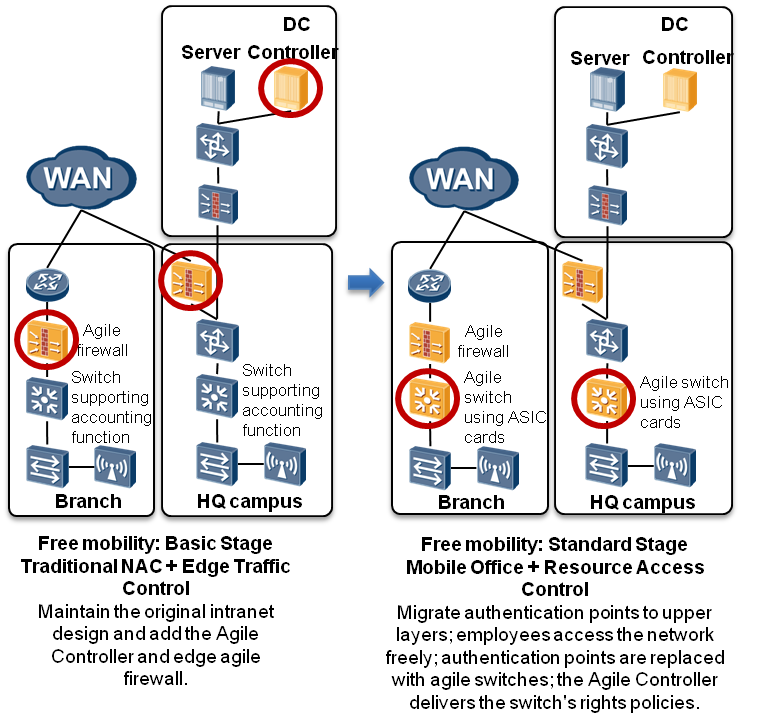 DC
Server Controller
WAN
Agile
firewall
Switch
supporting
accounting
function
Switch
supporting
accounting
function
Branch
HQ campus
Free mobility: Basic Stage
Traditional NAC + Edge Traffic
Control
Maintain the original intranet
design and add the Agile
Controller and edge agile
firewall.
DC
Server Controller
WAN
Agile
firewall
Agile
switch
using ASIC
cards
Agile switch
using ASIC
cards
Branch
HQ campus
Free mobility: Standard Stage
Mobile Office + Resource Access
Control
Migrate authentication points to upper
layers; employees access the network
freely; authentication points are replaced
with agile switches; the Agile Controller
delivers the switch's rights policies.